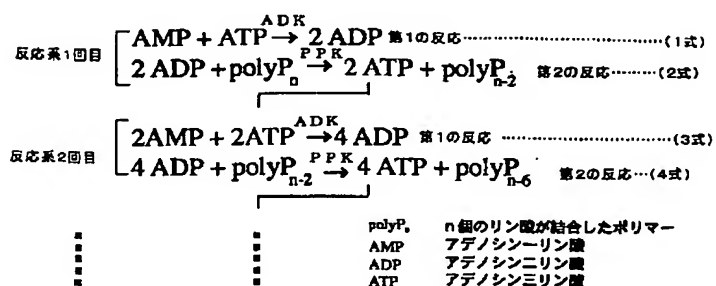 ADK
反応系1回目 AMP + ATP → 2 ADP 第1の反応………………………(1式)
PPK
2 ADP + polyPn → 2 ATP + polyPn-2 第2の反応………(2式)
ADK
反応系2回目 2AMP + 2ATP → 4 ADP 第1の反応 ………………………(3式)
PPK
4 ADP + polyPn-2 → 4 ATP + polyPn-6 第2の反応…(4式)
polyPn n個のリン酸が結合したポリマー
AMP アデノシン一リン酸
ADP アデノシン二リン酸
ATP アデノシン三リン酸